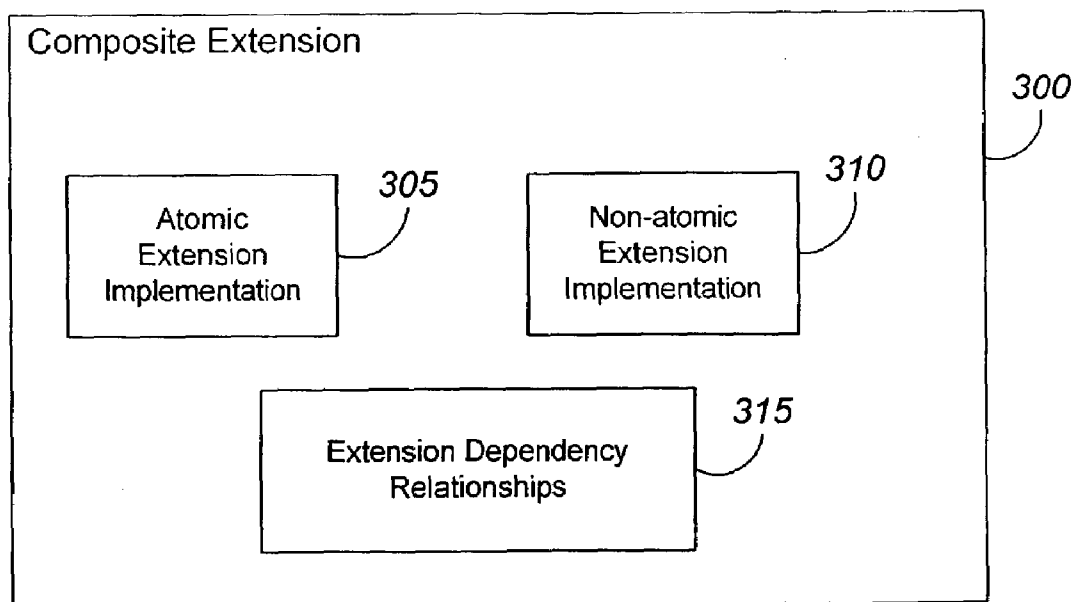 Composite Extension
300
305
310
Atomic
Extension
Implementation
Non-atomic
Extension
Implementation
315
Extension Dependency
Relationships